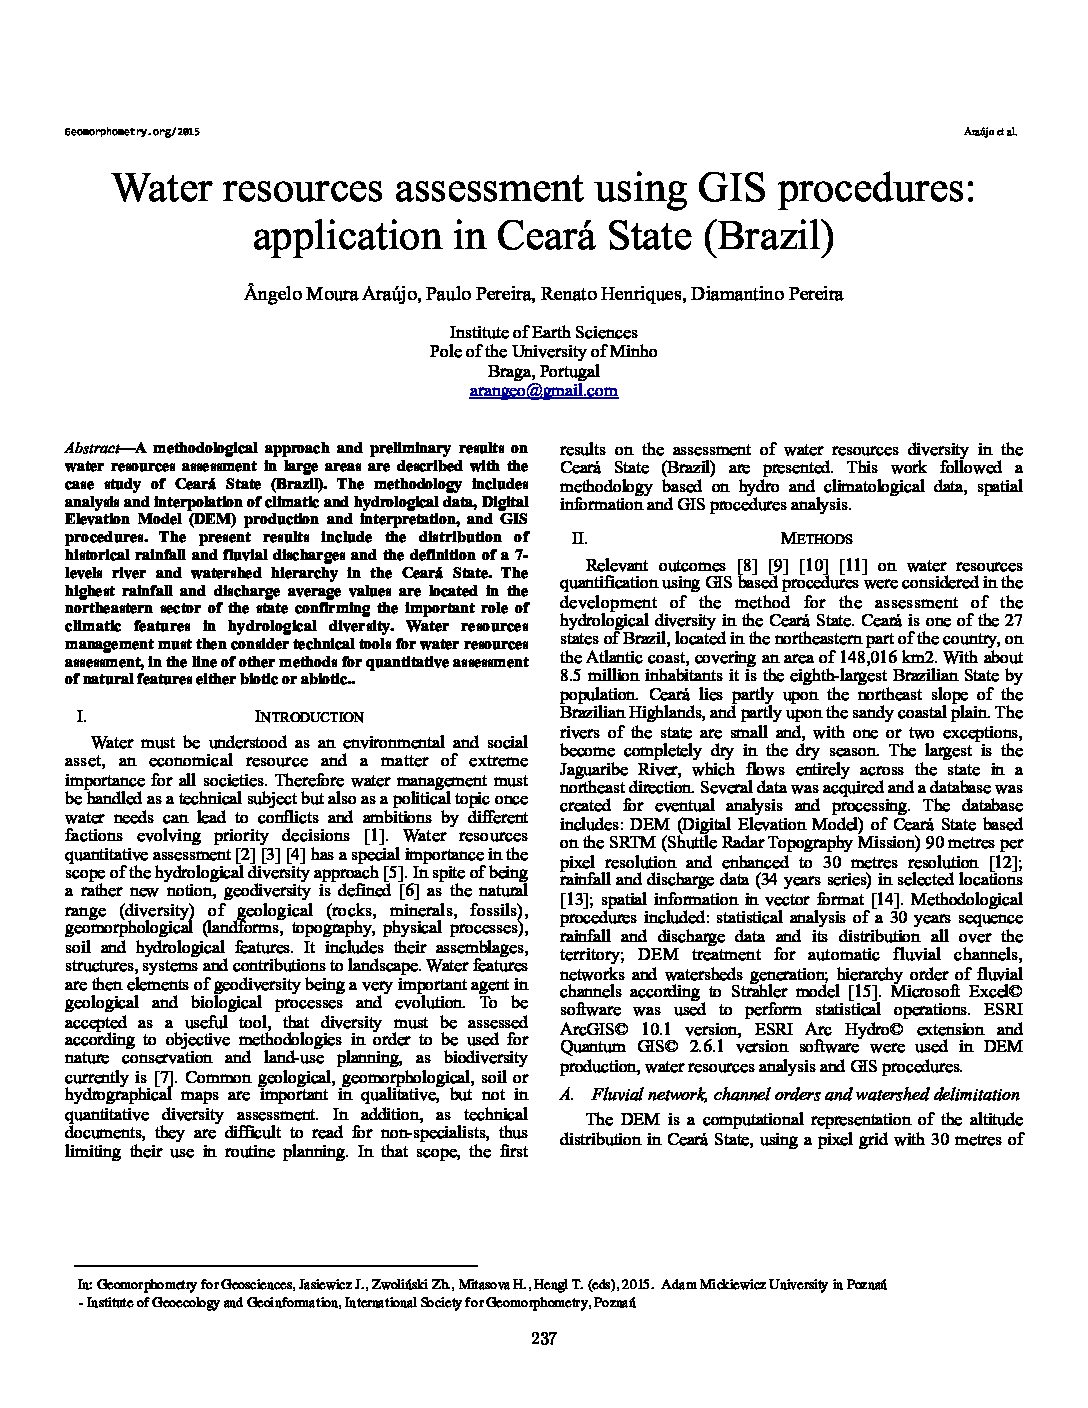 Geomorphometry.org/2015
Araújo et al.
Water resources assessment using GIS procedures:
application in Ceará State (Brazil)
Ângelo Moura Araújo, Paulo Pereira, Renato Henriques, Diamantino Pereira
Institute of Earth Sciences
Pole of the University of Minho
Braga, Portugal
arangeo@gmail.com
Abstract—A methodological approach and preliminary results on
water resources assessment in large areas are described with the
case study of Ceará State (Brazil). The methodology includes
analysis and interpolation of climatic and hydrological data, Digital
Elevation Model (DEM) production and interpretation, and GIS
procedures. The present results include the distribution of
historical rainfall and fluvial discharges and the definition of a 7-
levels river and watershed hierarchy in the Ceará State. The
highest rainfall and discharge average values are located in the
northeastern sector of the state confirming the important role of
climatic features in hydrological diversity. Water resources
management must then consider technical tools for water resources
assessment, in the line of other methods for quantitative assessment
of natural features either biotic or abiotic..
I. INTRODUCTION
Water must be understood as an environmental and social
asset, an economical resource and a matter of extreme
importance for all societies. Therefore water management must
be handled as a technical subject but also as a political topic once
water needs can lead to conflicts and ambitions by different
factions evolving priority decisions [1]. Water resources
quantitative assessment [2] [3] [4] has a special importance in the
scope of the hydrological diversity approach [5]. In spite of being
a rather new notion, geodiversity is defined [6] as the natural
range (diversity) of geological (rocks, minerals, fossils),
geomorphological (landforms, topography, physical processes),
soil and hydrological features. It includes their assemblages,
structures, systems and contributions to landscape. Water features
are then elements of geodiversity being a very important agent in
geological and biological processes and evolution. To be
accepted as a useful tool, that diversity must be assessed
according to objective methodologies in order to be used for
nature conservation and land-use planning, as biodiversity
currently is [7]. Common geological, geomorphological, soil or
hydrographical maps are important in qualitative, but not in
quantitative diversity assessment. In addition, as technical
documents, they are difficult to read for non-specialists, thus
limiting their use in routine planning. In that scope, the first
results on the assessment of water resources diversity in the
Ceará State (Brazil) are presented. This work followed a
methodology based on hydro and climatological data, spatial
information and GIS procedures analysis.
II. METHODS
Relevant outcomes [8] [9] [10] [11] on water resources
quantification using GIS based procedures were considered in the
development of the method for the assessment of the
hydrological diversity in the Ceará State. Ceará is one of the 27
states of Brazil, located in the northeastern part of the country, on
the Atlantic coast, covering an area of 148,016 km2. With about
8.5 million inhabitants it is the eighth-largest Brazilian State by
population. Ceará lies partly upon the northeast slope of the
Brazilian Highlands, and partly upon the sandy coastal plain. The
rivers of the state are small and, with one or two exceptions,
become completely dry in the dry season. The largest is the
Jaguaribe River, which flows entirely across the state in a
northeast direction. Several data was acquired and a database was
created for eventual analysis and processing. The database
includes: DEM (Digital Elevation Model) of Ceará State based
on the SRTM (Shuttle Radar Topography Mission) 90 metres per
pixel resolution and enhanced to 30 metres resolution [12];
rainfall and discharge data (34 years series) in selected locations
[13]; spatial information in vector format [14]. Methodological
procedures included: statistical analysis of a 30 years sequence
rainfall and discharge data and its distribution all over the
territory; DEM treatment for automatic fluvial channels,
networks and watersheds generation; hierarchy order of fluvial
channels according to Strahler model [15]. Microsoft Excel©
software was used to perform statistical operations. ESRI
ArcGIS© 10.1 version, ESRI Arc Hydro© extension and
Quantum GIS© 2.6.1 version software were used in DEM
production, water resources analysis and GIS procedures.
A. Fluvial network, channel orders and watershed delimitation
The DEM is a computational representation of the altitude
distribution in Ceará State, using a pixel grid with 30 metres of
In: Geomorphometry for Geosciences, Jasiewicz J., Zwoliński Zb., Mitasova H., Hengl T. (eds), 2015. Adam Mickiewicz University in Poznań
- Institute of Geoecology and Geoinformation, International Society for Geomorphometry, Poznań
237